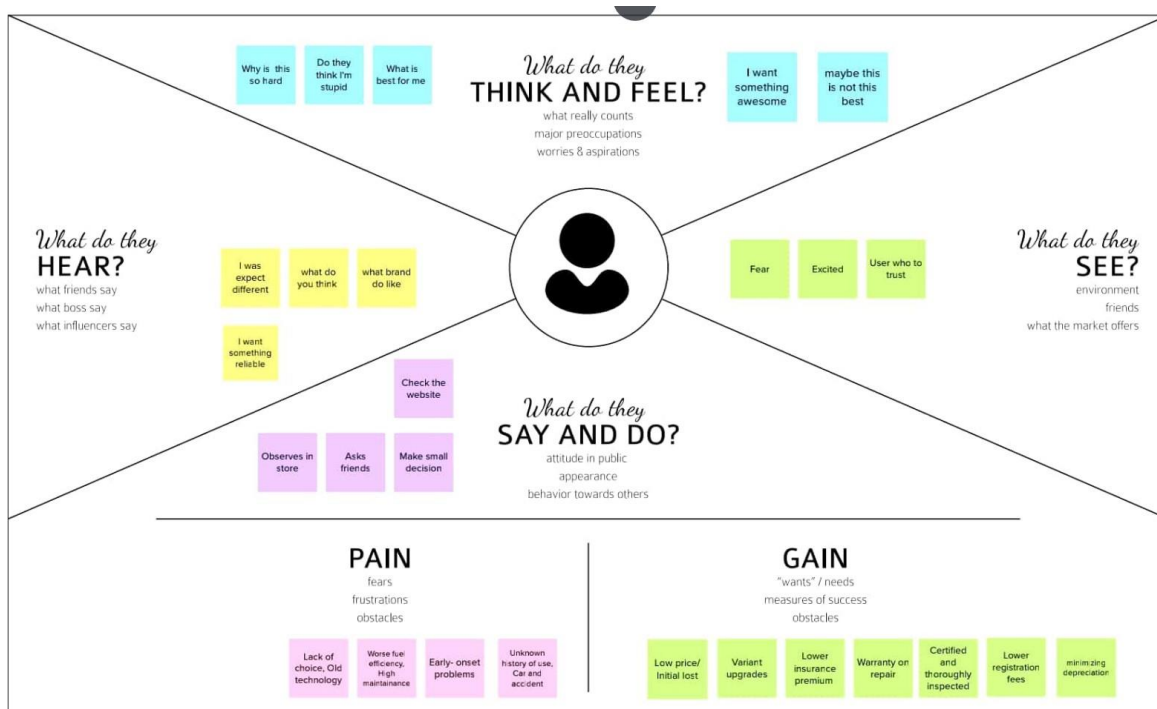 Why is this
so hard
Do they
think I'm
stupid
What is
best for me
What do they
THINK AND FEEL?
what really counts
major preoccupations
worries & aspirations
I want
something
awesome
maybe this
is not this
best
What do they
HEAR?
what friends say
what boss say
what influencers say
I was
expect
different
what do
you think
what brand
do like
I want
something
reliable
Fear
Excited
User who to
trust
What do they
SEE?
environment
friends
what the market offers
Check the
website
Observes in
store
Asks
friends
Make small
decision
What do they
SAY AND DO?
attitude in public
appearance
behavior towards others
PAIN
fears
frustrations
obstacles
Lack of
choice, Old
technology
Worse fuel
efficiency,
High
maintainance
Early- onset
problems
Unknown
history of use,
Car and
accident
GAIN
"wants" / needs
measures of success
obstacles
Low price/
Initial lost
Variant
upgrades
Lower
insurance
premium
Warranty on
repair
Certified
and
thoroughly
inspected
Lower
registration
fees
minimizing
depreciation